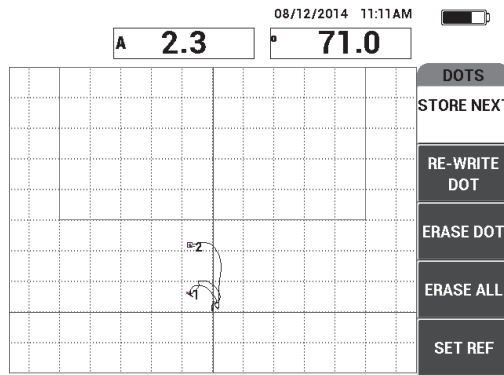 08/12/2014 11:11AM
A 2.3
° 71.0
DOTS
STORE NEXT
RE-WRITE
DOT
ERASE DOT
ERASE ALL
SET REF
2
1